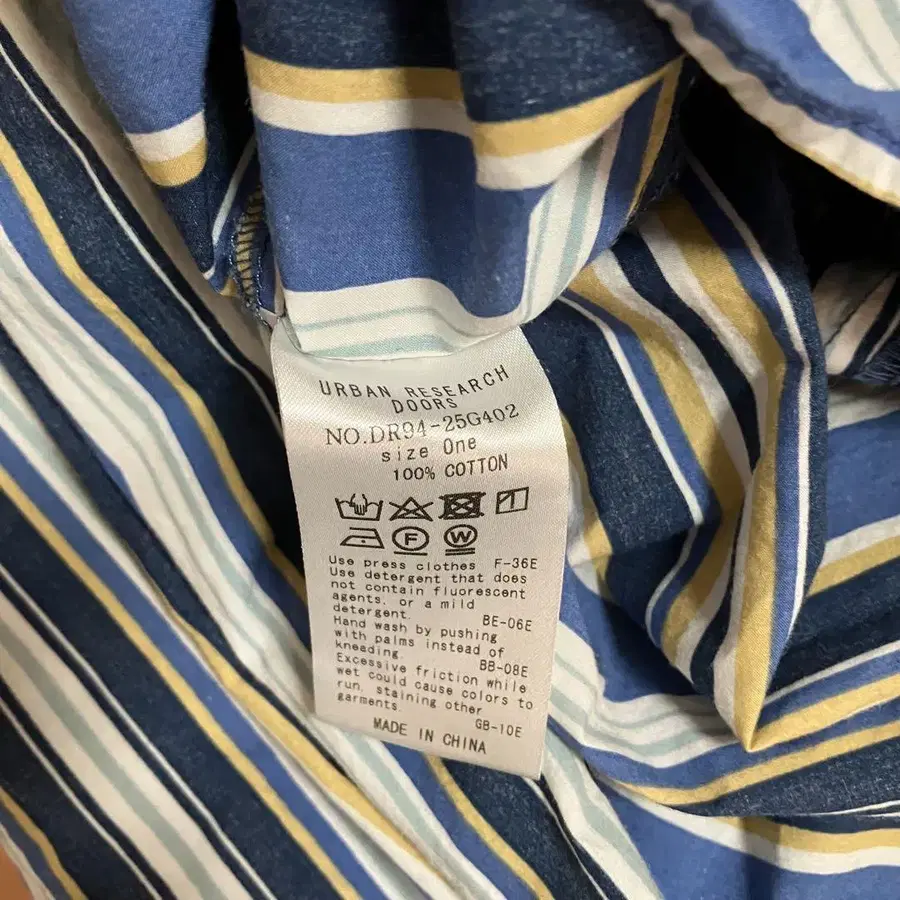 URBAN RESEARCH
DOORS
NO.DR94-25G402
size One
100% COTTON
F W
Use press clothes F-36E
Use detergent that does
not contain fluorescent
agents. or a mild
detergent. BE-06E
Hand wash by pushing
with palms instead of
kneading. BB-08E
Excessive friction while
wet could cause colors to
run, staining other
garments. GB-10E
MADE IN CHINA